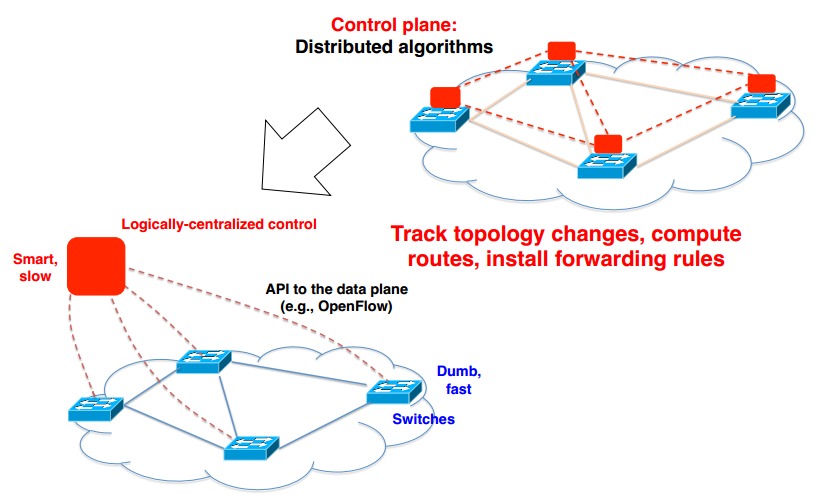 Control plane:
Distributed algorithms
Track topology changes, compute
routes, install forwarding rules
Logically-centralized control
Smart,
slow
API to the data plane
(e.g., OpenFlow)
Dumb,
fast
Switches